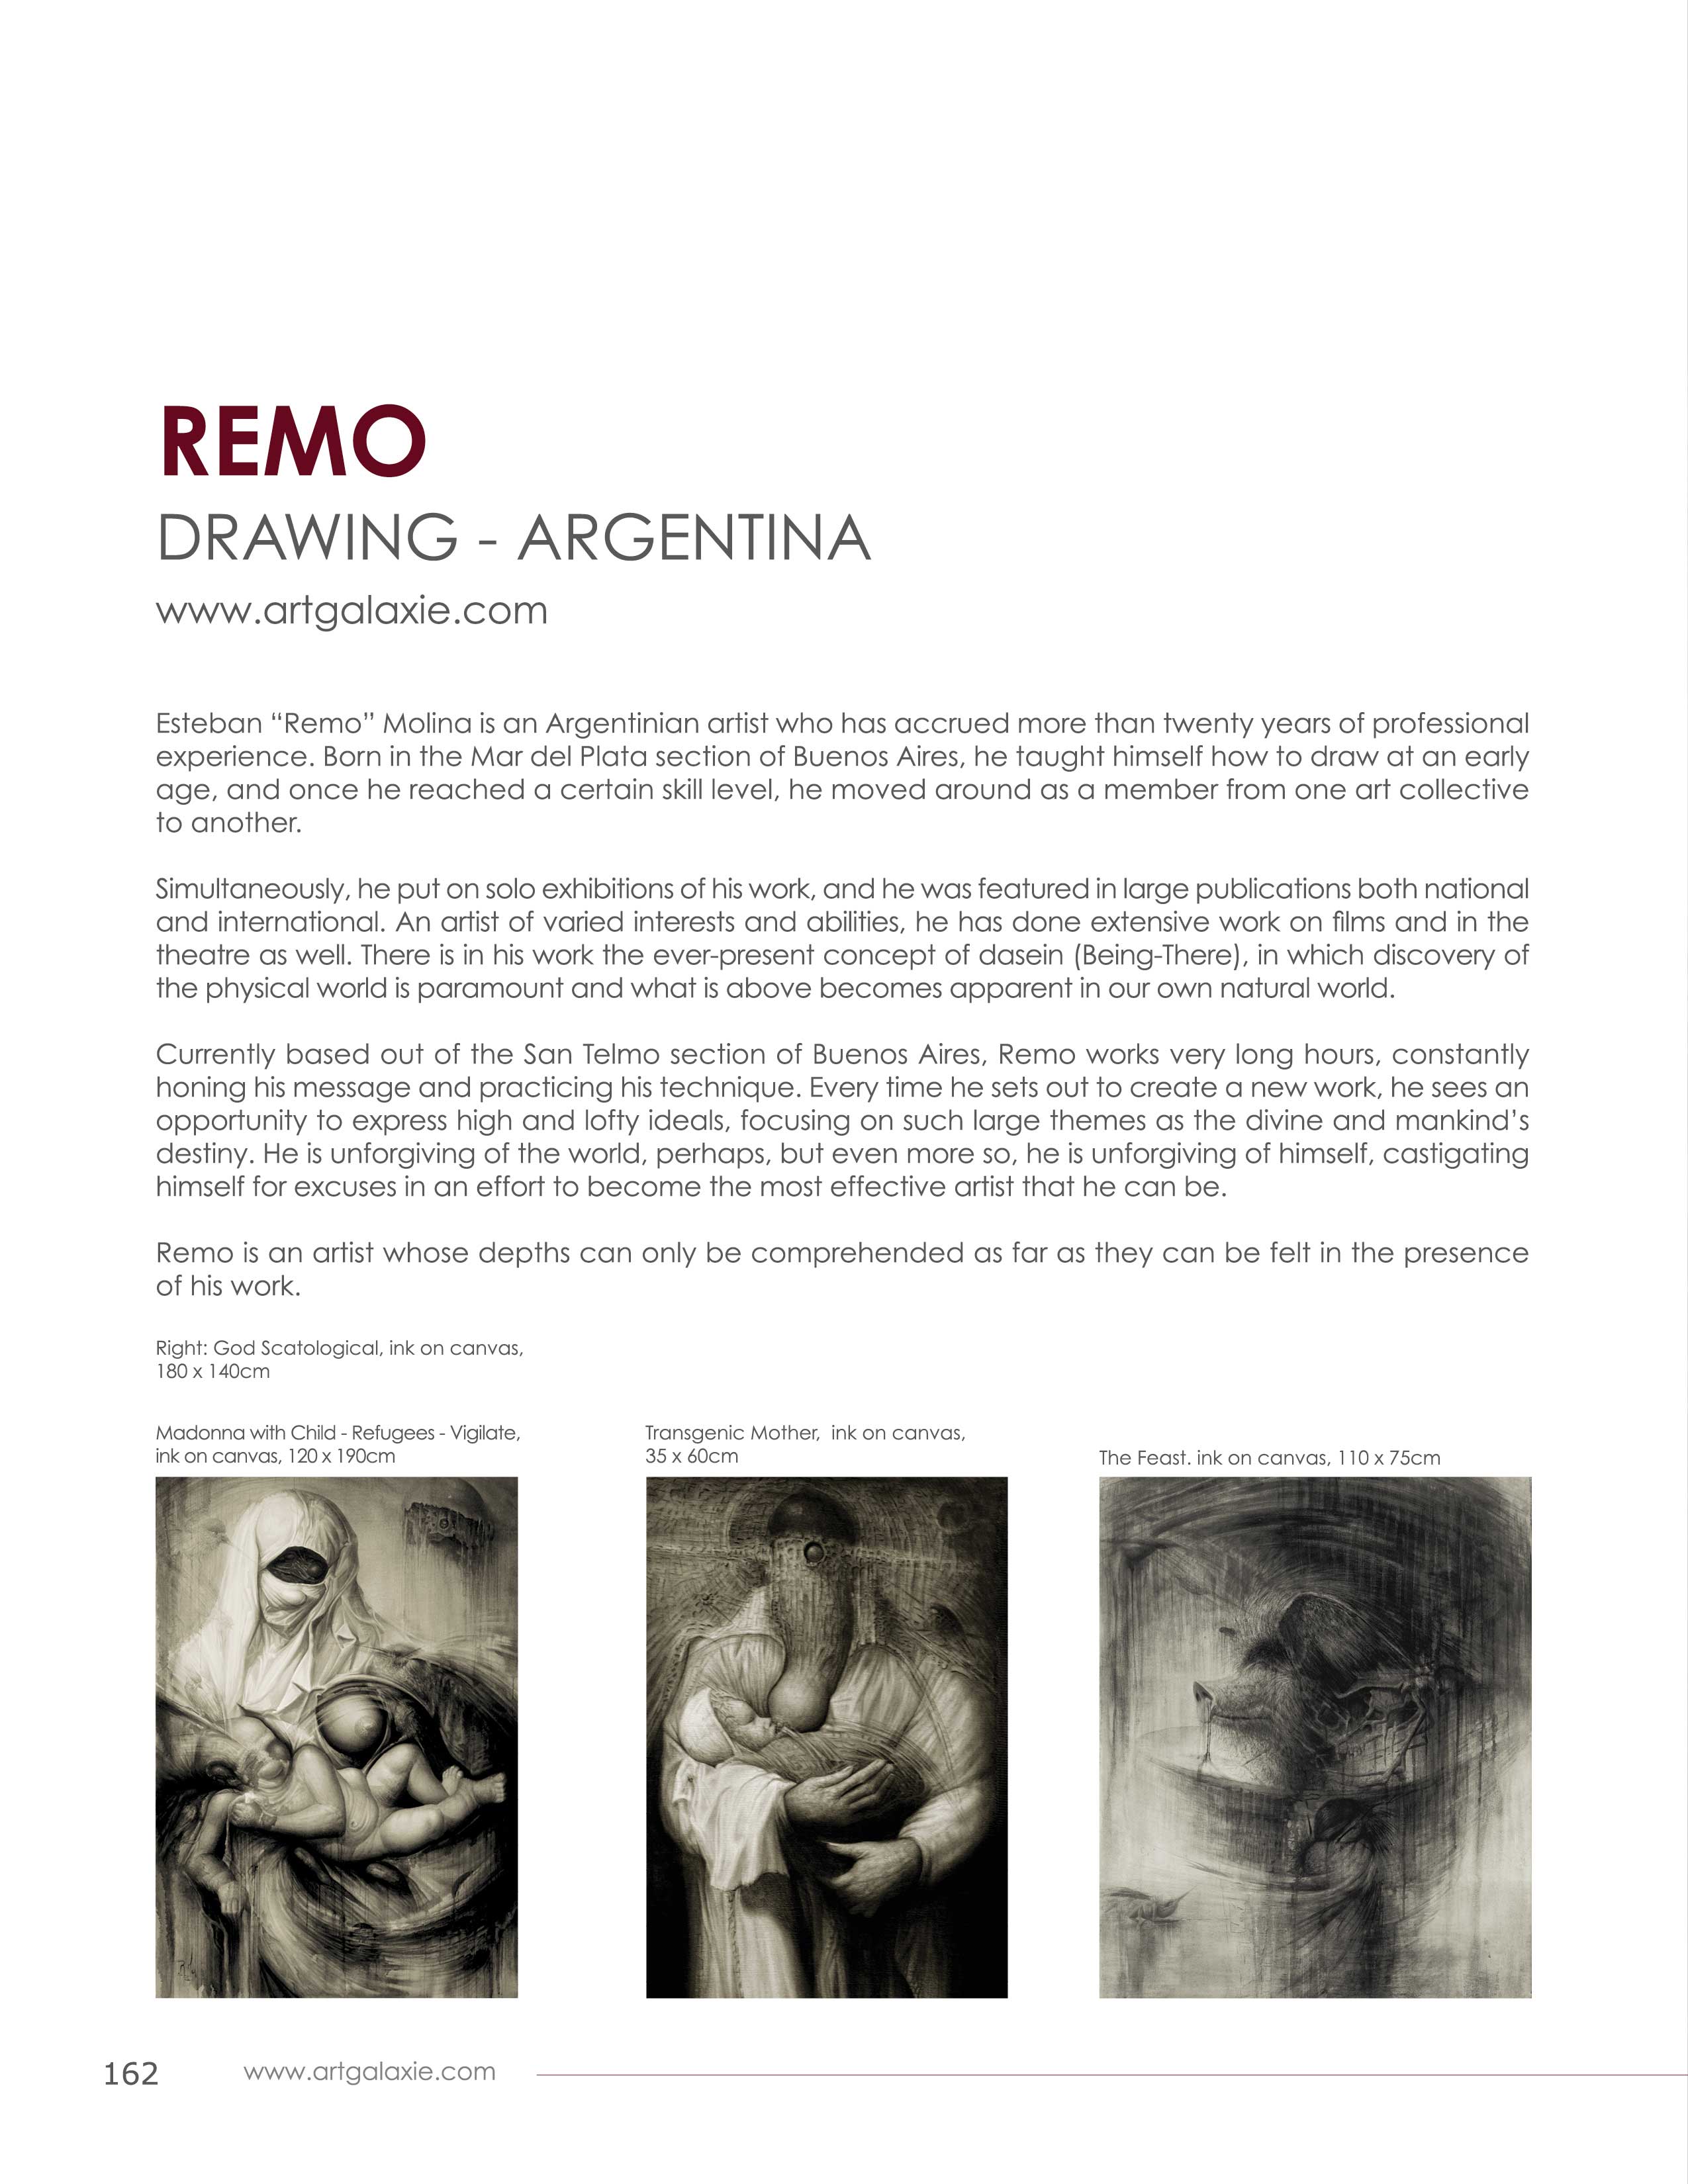 REMO
DRAWING - ARGENTINA
www.artgalaxie.com
Esteban “Remo” Molina is an Argentinian artist who has accrued more than twenty years of professional
experience. Born in the Mar del Plata section of Buenos Aires, he taught himself how to draw at an early
age, and once he reached a certain skill level, he moved around as a member from one art collective
to another.
Simultaneously, he put on solo exhibitions of his work, and he was featured in large publications both national
and international. An artist of varied interests and abilities, he has done extensive work on films and in the
theatre as well. There is in his work the ever-present concept of dasein (Being-There), in which discovery of
the physical world is paramount and what is above becomes apparent in our own natural world.
Currently based out of the San Telmo section of Buenos Aires, Remo works very long hours, constantly
honing his message and practicing his technique. Every time he sets out to create a new work, he sees an
opportunity to express high and lofty ideals, focusing on such large themes as the divine and mankind’s
destiny. He is unforgiving of the world, perhaps, but even more so, he is unforgiving of himself, castigating
himself for excuses in an effort to become the most effective artist that he can be.
Remo is an artist whose depths can only be comprehended as far as they can be felt in the presence
of his work.
Right: God Scatological, ink on canvas,
180 x 140cm
Madonna with Child - Refugees - Vigilate,
ink on canvas, 120 x 190cm
Transgenic Mother,  ink on canvas,
35 x 60cm
The Feast. ink on canvas, 110 x 75cm
162
www.artgalaxie.com